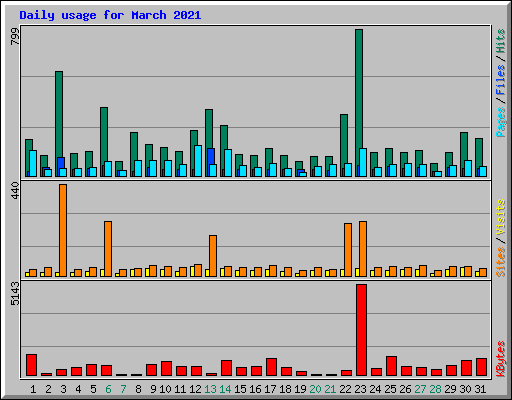 Daily usage for March 2021
799
Pages / Files / Hits
440
Sites / Visits
5143
KBytes
1 2 3 4 5 6 7 8 9 10 11 12 13 14 15 16 17 18 19 20 21 22 23 24 25 26 27 28 29 30 31